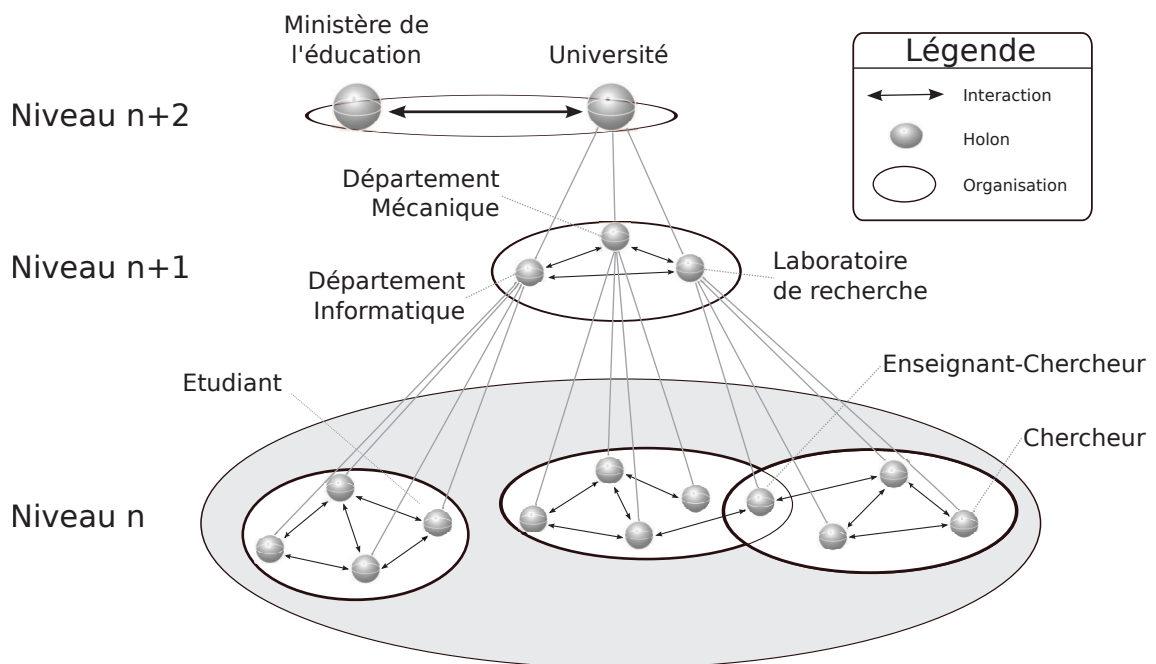 Ministère de
l'éducation
Université
Légende
Interaction
Holon
Organisation
Niveau n+2
Département
Mécanique
Niveau n+1
Département
Informatique
Laboratoire
de recherche
Etudiant
Enseignant-Chercheur
Chercheur
Niveau n